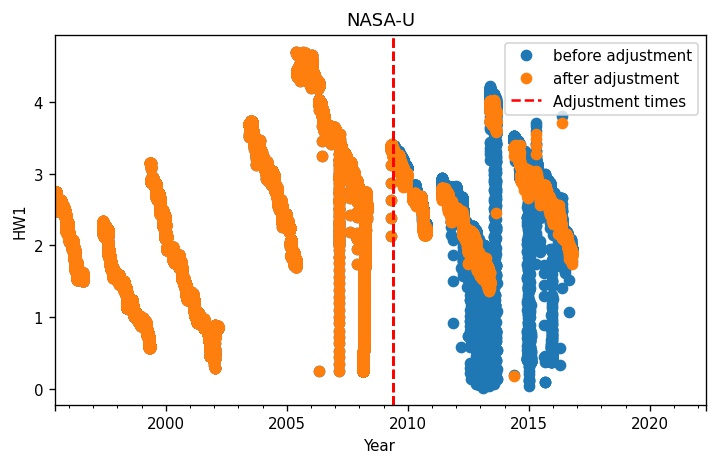 NASA-U
before adjustment
after adjustment
Adjustment times
HW1
4
3
2
1
0
2000 2005 2010 2015 2020
Year